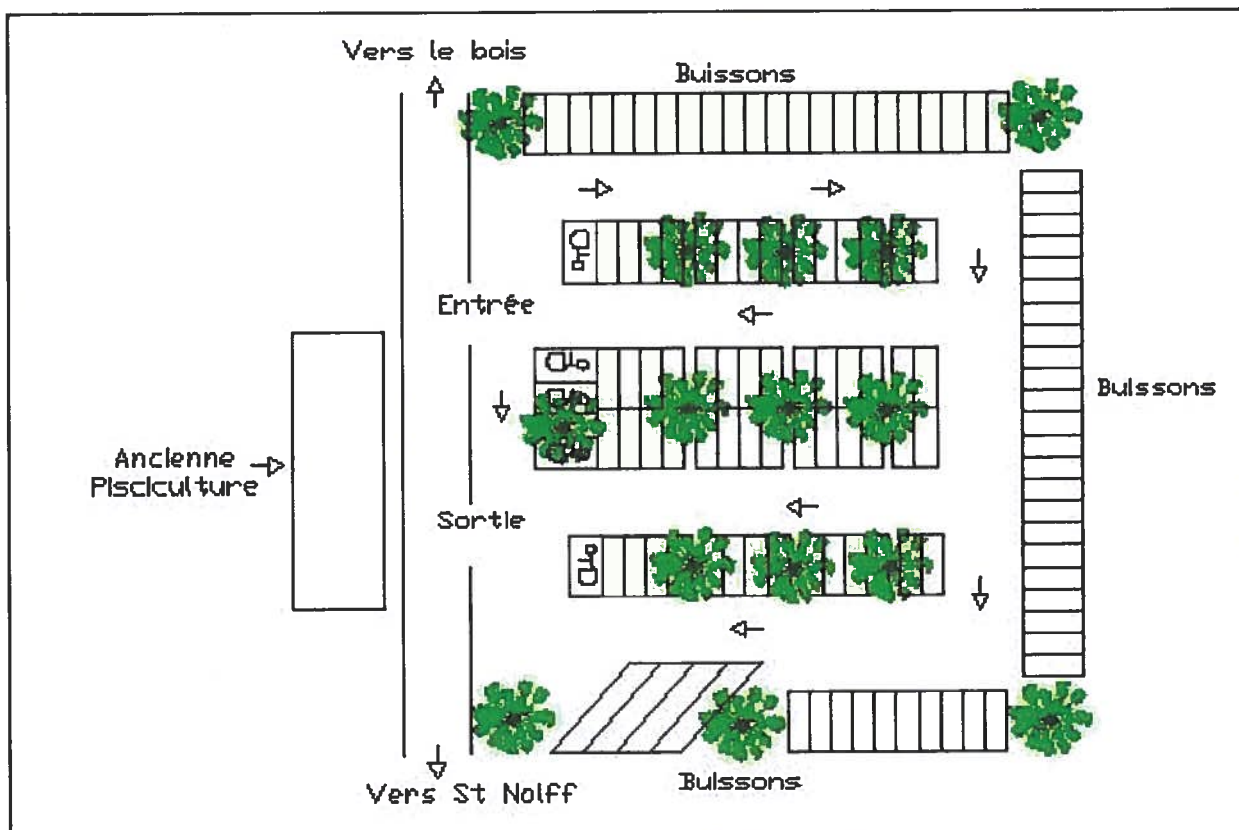 Vers le bois
Buissons
Entrée
Buissons
Ancienne
Pisciculture
Sortie
Buissons
Vers St Nolff